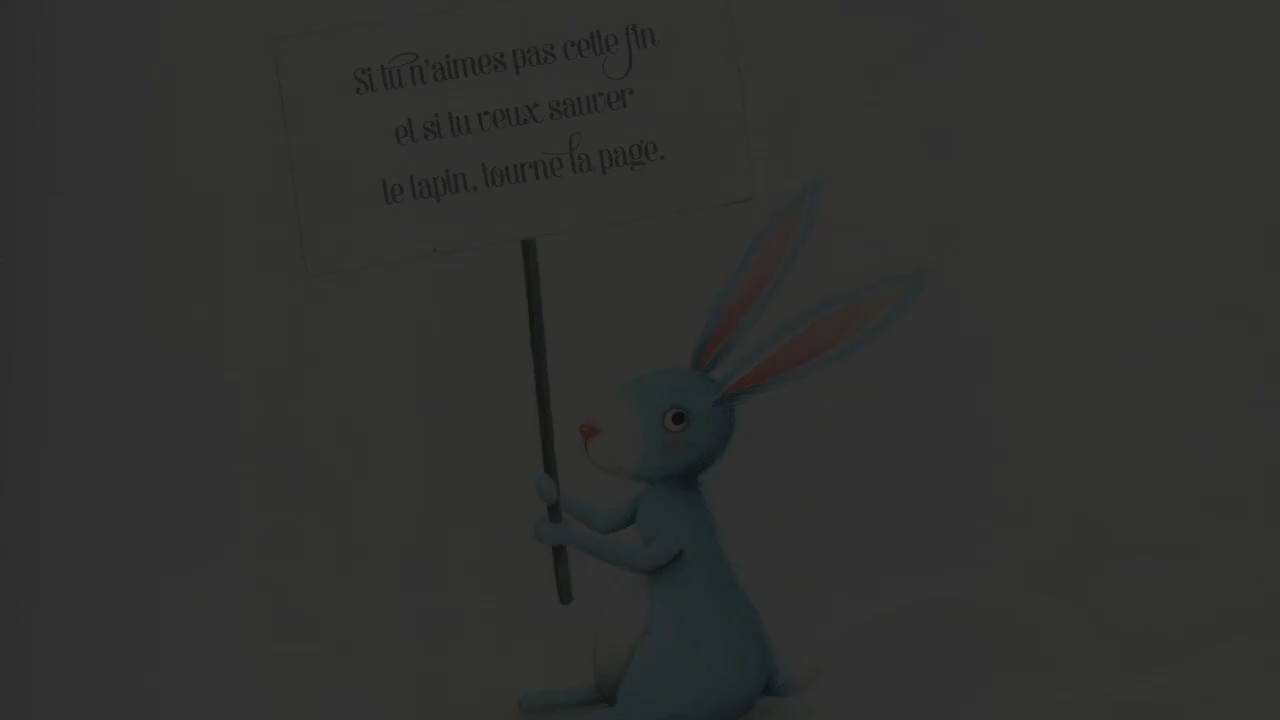 Si tu n'aimes pas cette fin
et si tu veux sauver
le lapin, tourne la page.